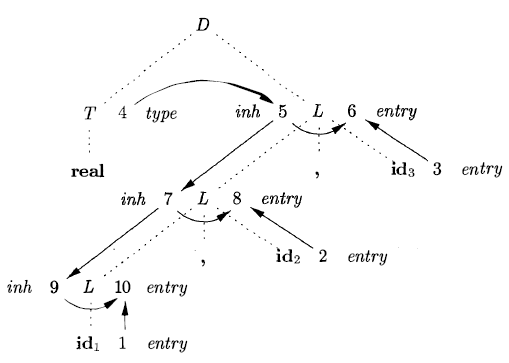 D
T 4 type inh 5 L 6 entry
real , id₃ 3 entry
inh 7 L 8 entry
, id₂ 2 entry
inh 9 L 10 entry
id₁ 1 entry